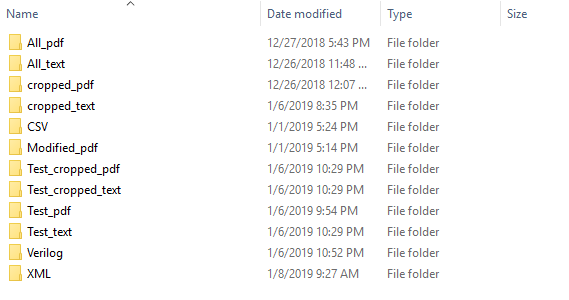 Name Date modified Type Size
All_pdf 12/27/2018 5:43 PM File folder
All_text 12/26/2018 11:48 ... File folder
cropped_pdf 12/26/2018 12:07 ... File folder
cropped_text 1/6/2019 8:35 PM File folder
CSV 1/1/2019 5:24 PM File folder
Modified_pdf 1/1/2019 5:14 PM File folder
Test_cropped_pdf 1/6/2019 10:29 PM File folder
Test_cropped_text 1/6/2019 10:29 PM File folder
Test_pdf 1/6/2019 9:54 PM File folder
Test_text 1/6/2019 10:29 PM File folder
Verilog 1/6/2019 10:52 PM File folder
XML 1/8/2019 9:27 AM File folder